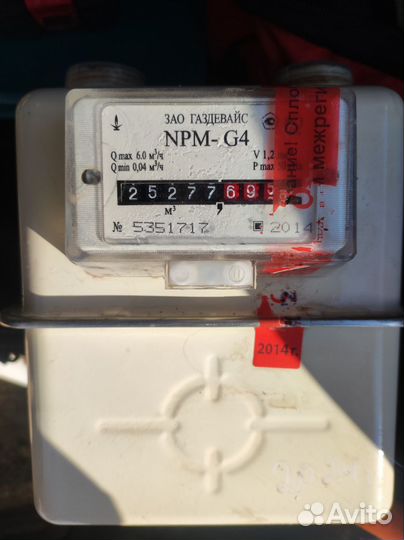 ЗАО ГАЗДЕВАЙС
NPM- G4
Q max 6.0 м³/ч
V 1,2
Q min 0,04 м³/ч
P max
25277699
м³
№ 5351717
2014
2014г.
Avito